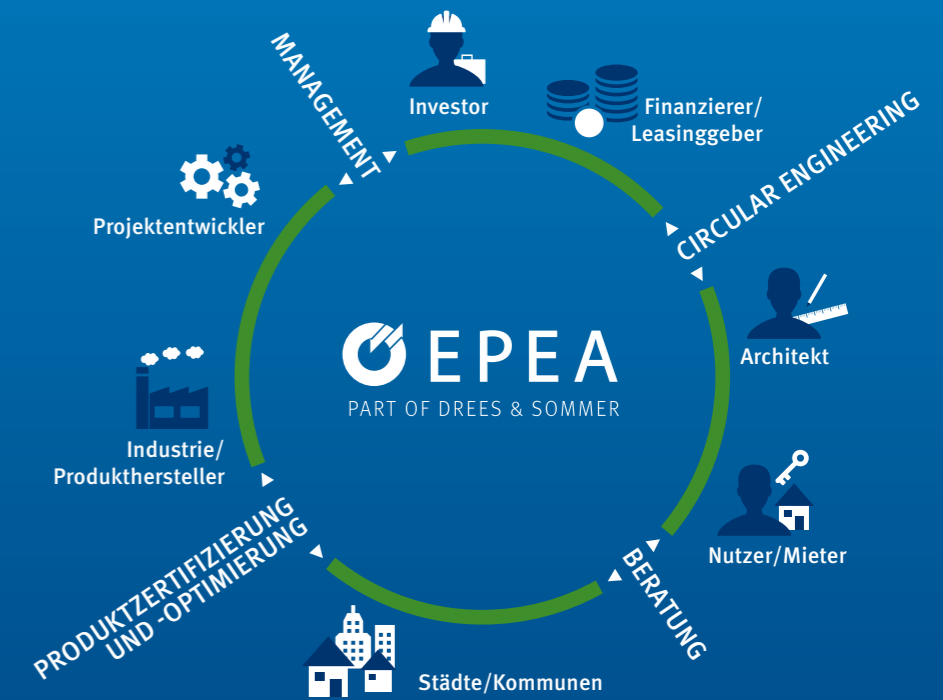 MANAGEMENT
Investor
Finanzierer/
Leasinggeber
CIRCULAR ENGINEERING
Projektentwickler
EPEA
PART OF DREES & SOMMER
Architekt
Industrie/
Produkthersteller
Nutzer/Mieter
PRODUKTZERTIFIZIERUNG
UND -OPTIMIERUNG
BERATUNG
Städte/Kommunen